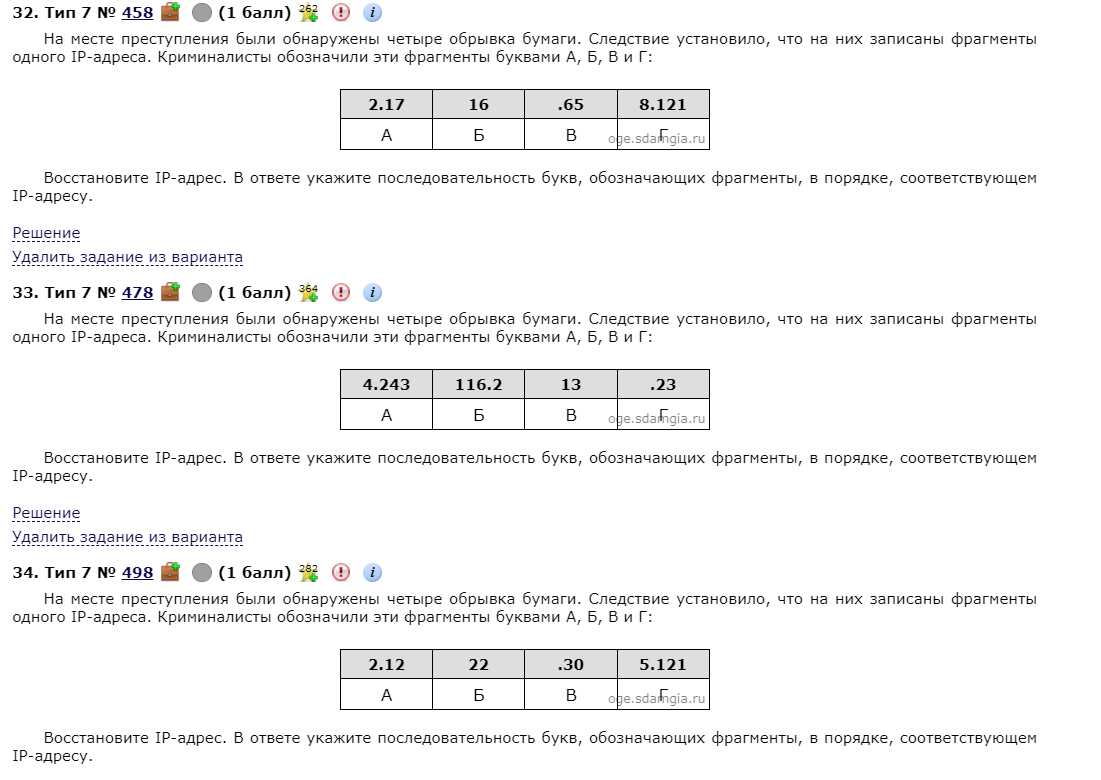 32. Тип 7 № 458 (1 балл) 262 i
На месте преступления были обнаружены четыре обрывка бумаги. Следствие установило, что на них записаны фрагменты
одного IP-адреса. Криминалисты обозначили эти фрагменты буквами А, Б, В и Г:
2.17 16 .65 8.121
А Б В Г
oge.sdamgia.ru
Восстановите IP-адрес. В ответе укажите последовательность букв, обозначающих фрагменты, в порядке, соответствующем
IP-адресу.
Решение
Удалить задание из варианта
33. Тип 7 № 478 (1 балл) 364 i
На месте преступления были обнаружены четыре обрывка бумаги. Следствие установило, что на них записаны фрагменты
одного IP-адреса. Криминалисты обозначили эти фрагменты буквами А, Б, В и Г:
4.243 116.2 13 .23
А Б В Г
oge.sdamgia.ru
Восстановите IP-адрес. В ответе укажите последовательность букв, обозначающих фрагменты, в порядке, соответствующем
IP-адресу.
Решение
Удалить задание из варианта
34. Тип 7 № 498 (1 балл) 282 i
На месте преступления были обнаружены четыре обрывка бумаги. Следствие установило, что на них записаны фрагменты
одного IP-адреса. Криминалисты обозначили эти фрагменты буквами А, Б, В и Г:
2.12 22 .30 5.121
А Б В Г
oge.sdamgia.ru
Восстановите IP-адрес. В ответе укажите последовательность букв, обозначающих фрагменты, в порядке, соответствующем
IP-адресу.